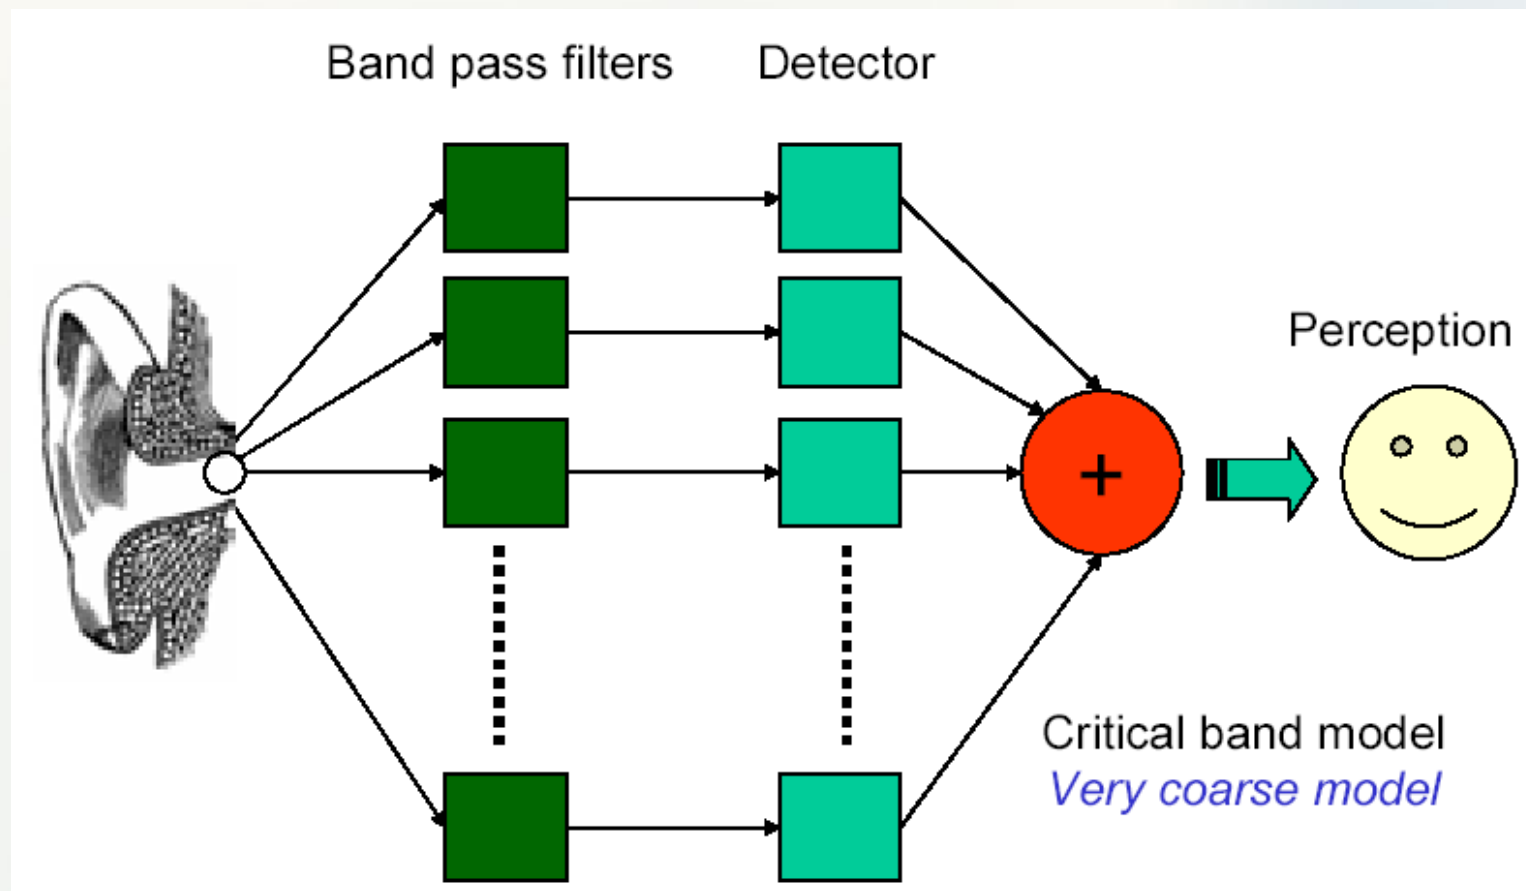 Band pass filters
Detector
Perception
+
Critical band model
Very coarse model